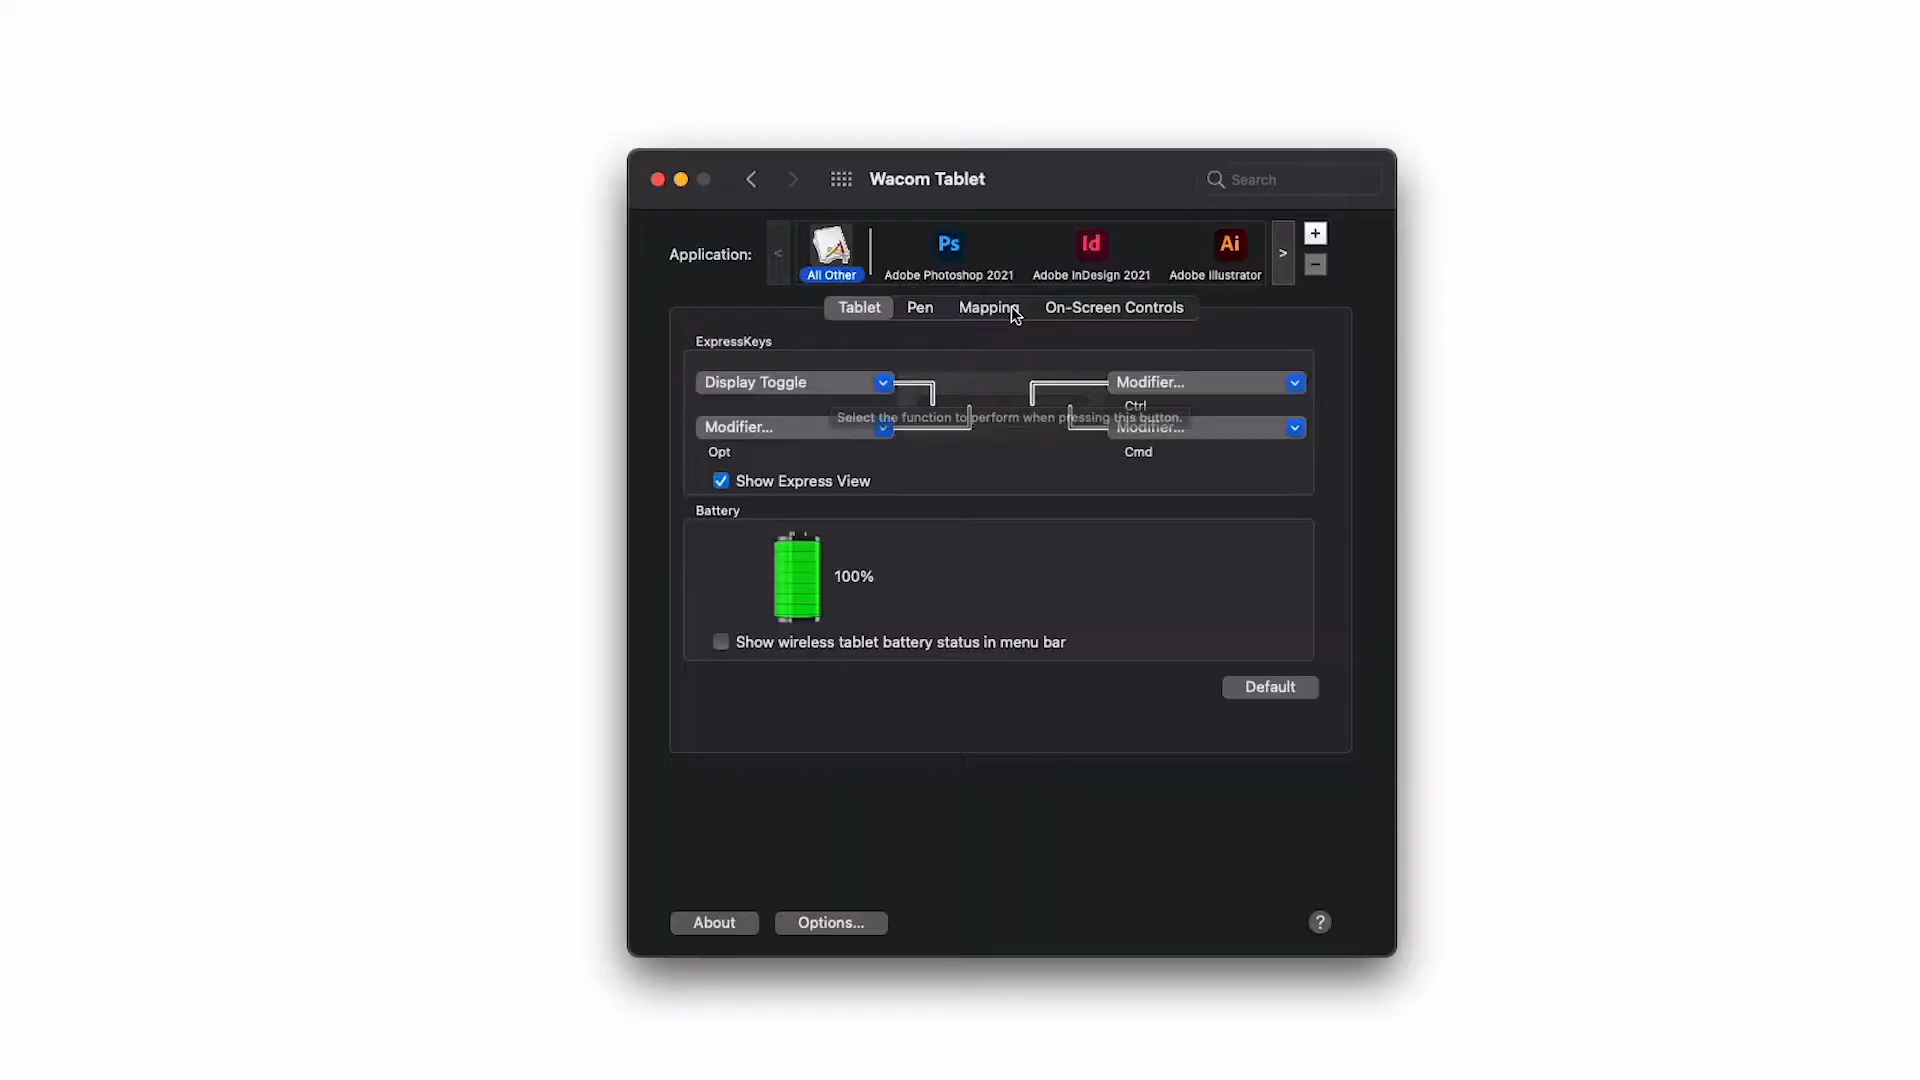 Wacom Tablet
Search
Application:
<
All Other
Ps
Adobe Photoshop 2021
Id
Adobe InDesign 2021
Ai
Adobe Illustrator
>
+
−
Tablet
Pen
Mapping
On-Screen Controls
ExpressKeys
Display Toggle
Modifier...
Ctrl
Select the function to perform when pressing this button.
Modifier...
Modifier...
Opt
Cmd
Show Express View
Battery
100%
Show wireless tablet battery status in menu bar
Default
About
Options...
?